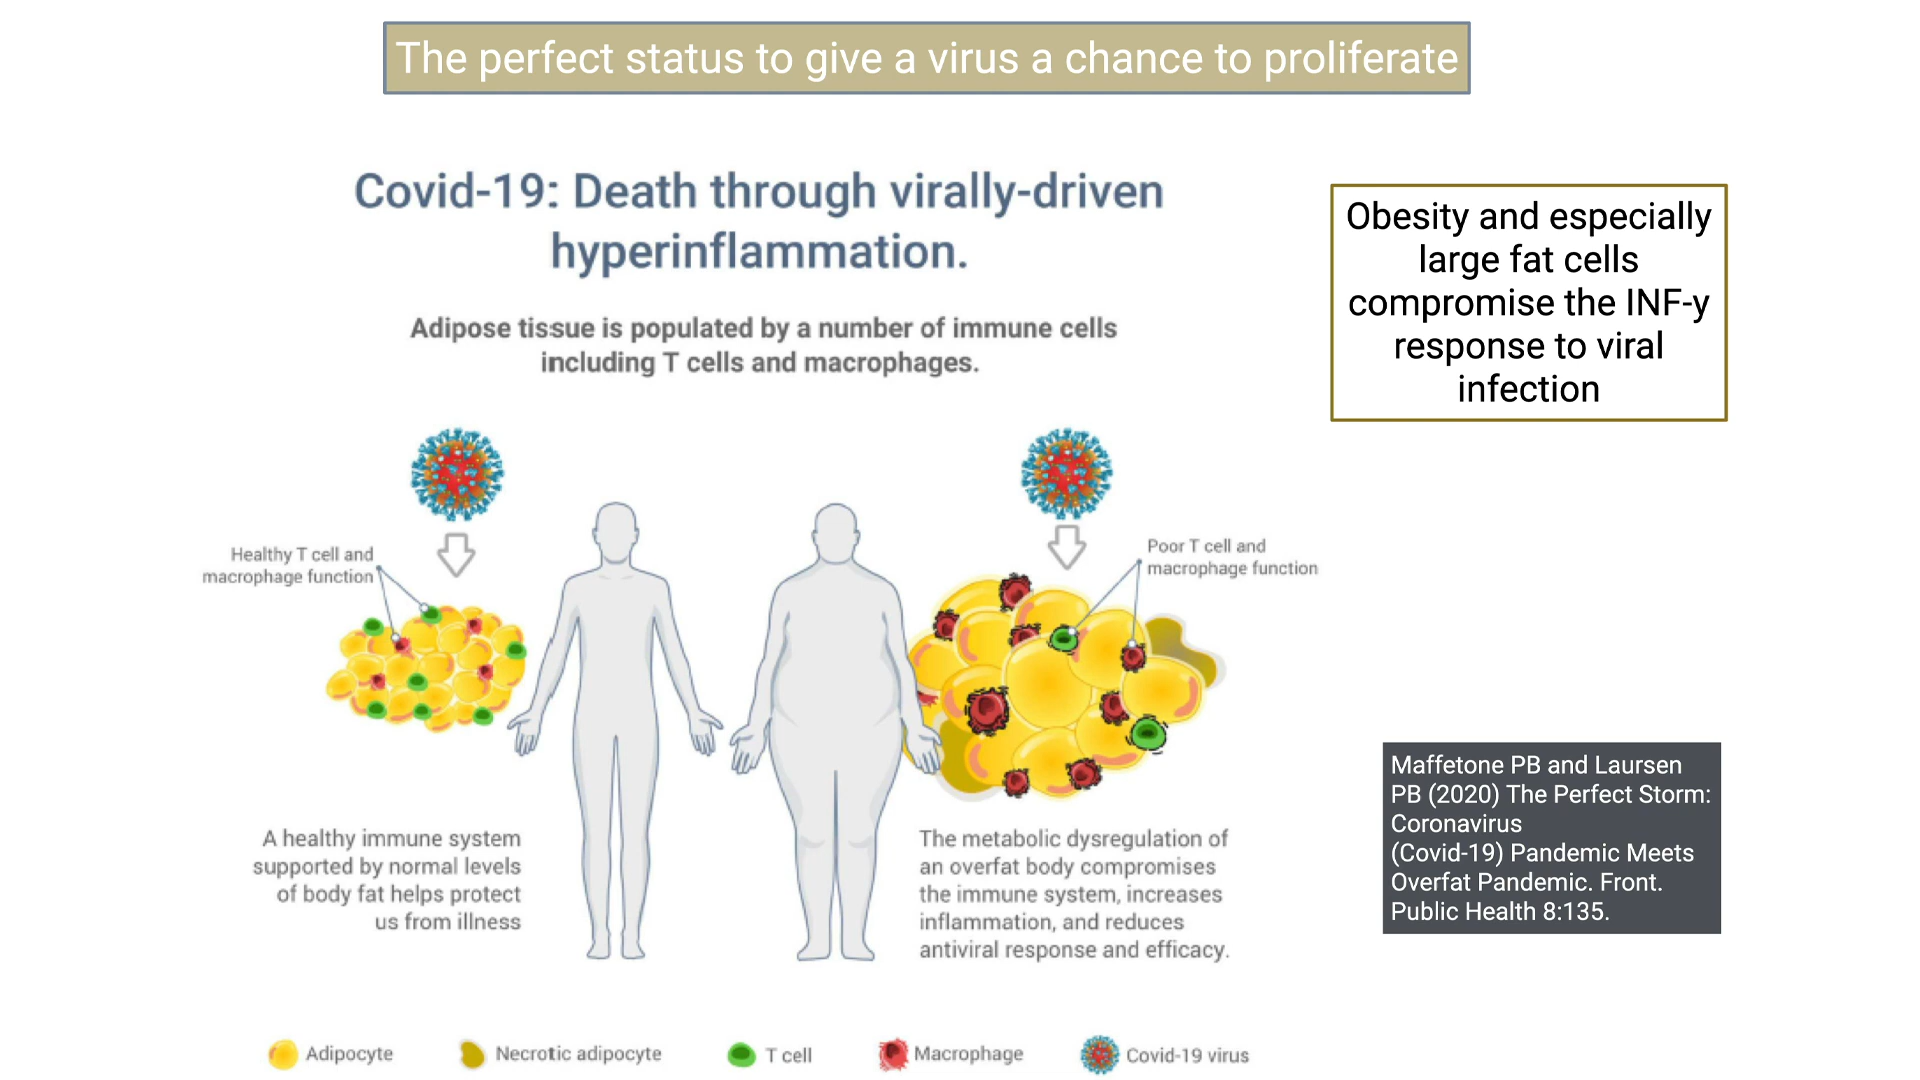 The perfect status to give a virus a chance to proliferate
Covid-19: Death through virally-driven
hyperinflammation.
Adipose tissue is populated by a number of immune cells
including T cells and macrophages.
Obesity and especially
large fat cells
compromise the INF-y
response to viral
infection
Healthy T cell and
macrophage function
Poor T cell and
macrophage function
A healthy immune system
supported by normal levels
of body fat helps protect
us from illness
The metabolic dysregulation of
an overfat body compromises
the immune system, increases
inflammation, and reduces
antiviral response and efficacy.
Maffetone PB and Laursen
PB (2020) The Perfect Storm:
Coronavirus
(Covid-19) Pandemic Meets
Overfat Pandemic. Front.
Public Health 8:135.
Adipocyte
Necrotic adipocyte
T cell
Macrophage
Covid-19 virus